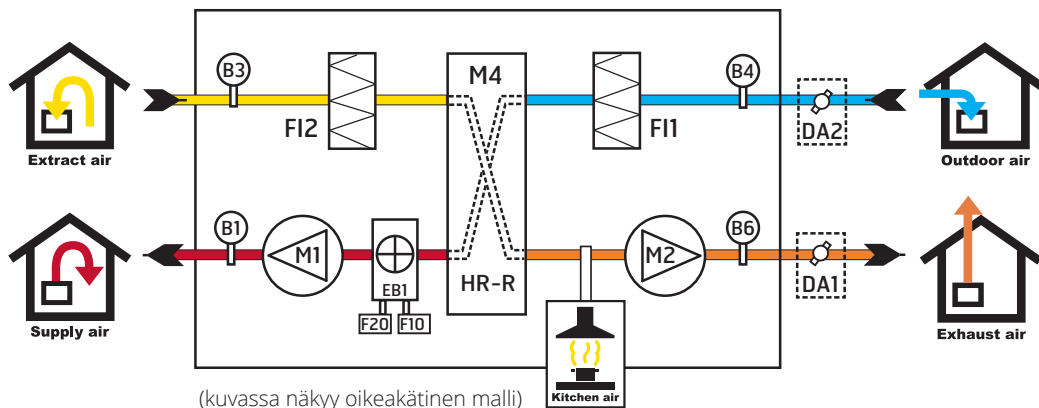 B3
M4
B4
FI2
FI1
DA2
Extract air
Outdoor air
B1
M1
EB1
F20
F10
HR-R
M2
B6
DA1
Supply air
Kitchen air
Exhaust air
(kuvassa näkyy oikeakätinen malli)